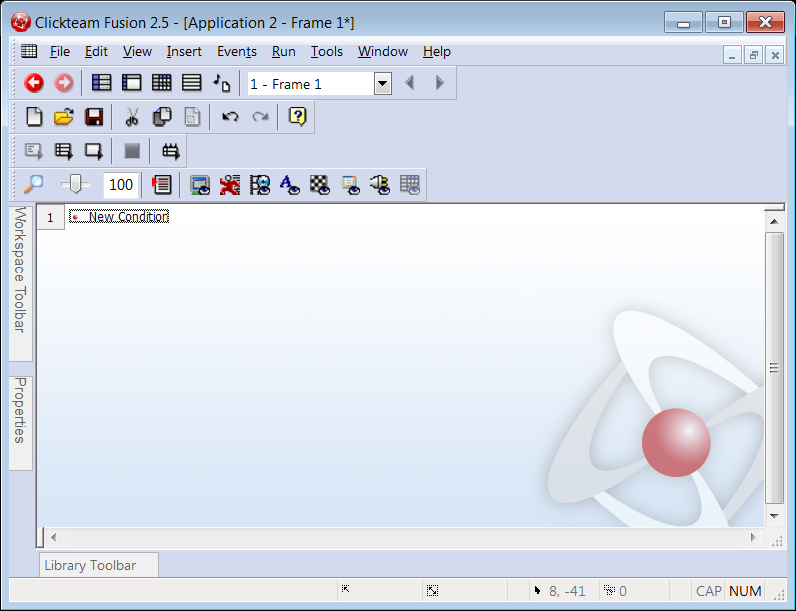 Clickteam Fusion 2.5 - [Application 2 - Frame 1*]
File Edit View Insert Events Run Tools Window Help
1 - Frame 1
100
1 New Condition
Workspace Toolbar
Properties
Library Toolbar
8, -41 0 CAP NUM